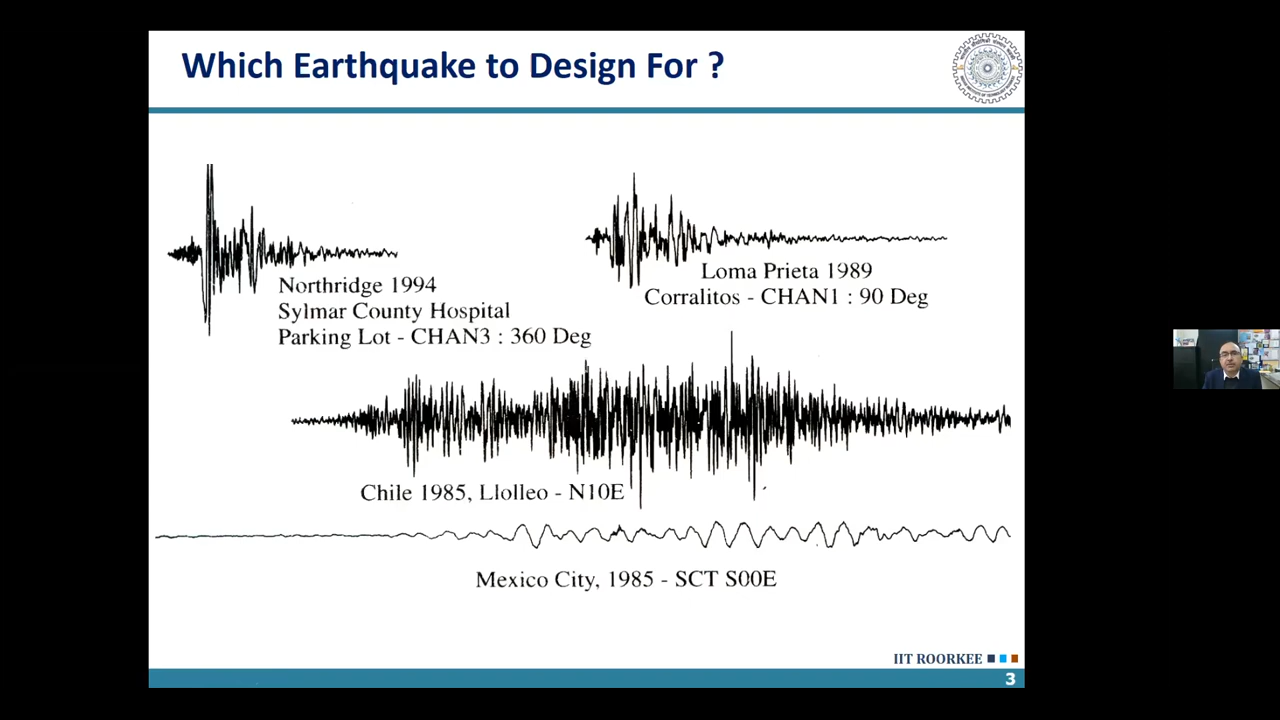 Which Earthquake to Design For ?
Northridge 1994
Sylmar County Hospital
Parking Lot - CHAN3 : 360 Deg
Loma Prieta 1989
Corralitos - CHAN1 : 90 Deg
Chile 1985, Llolleo - N10E
Mexico City, 1985 - SCT S00E
IIT ROORKEE
3